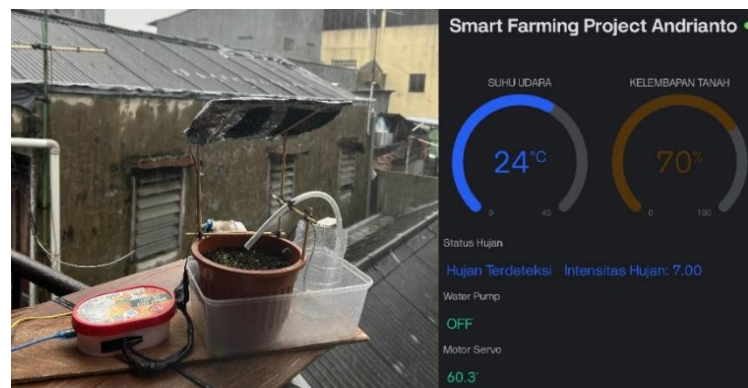 Smart Farming Project Andrianto
SUHU UDARA
KELEMBAPAN TANAH
24°C
70%
0
40
0
100
Status Hujan
Hujan Terdeteksi Intensitas Hujan: 7.00
Water Pump
OFF
Motor Servo
60.3°